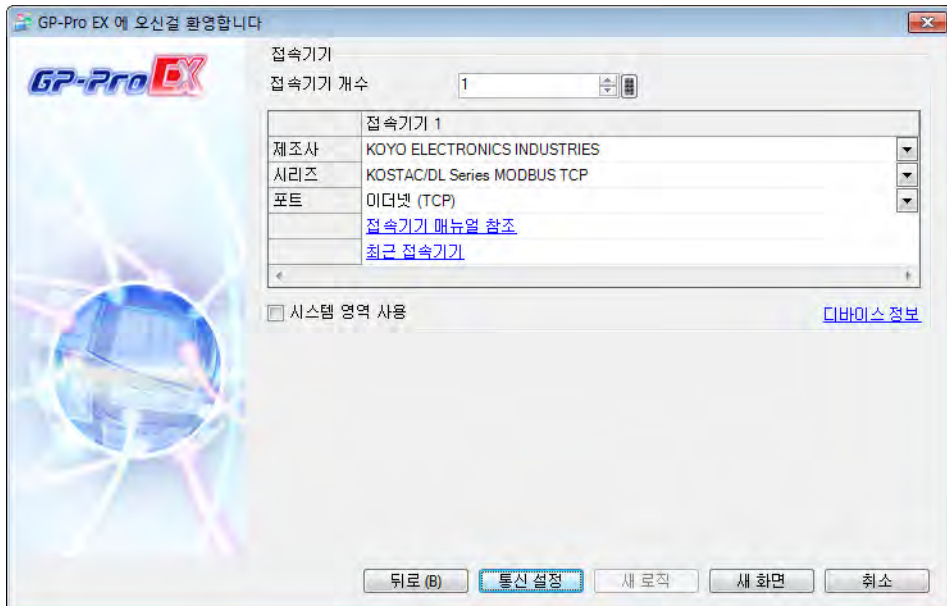 GP-Pro EX 에 오신걸 환영합니다
GP-Pro EX
접속기기
접속기기 개수 1
접속기기 1
제조사 KOYO ELECTRONICS INDUSTRIES
시리즈 KOSTAC/DL Series MODBUS TCP
포트 이더넷 (TCP)
접속기기 매뉴얼 참조
최근 접속기기
시스템 영역 사용 디바이스 정보
뒤로 (B) 통신 설정 새 로직 새 화면 취소